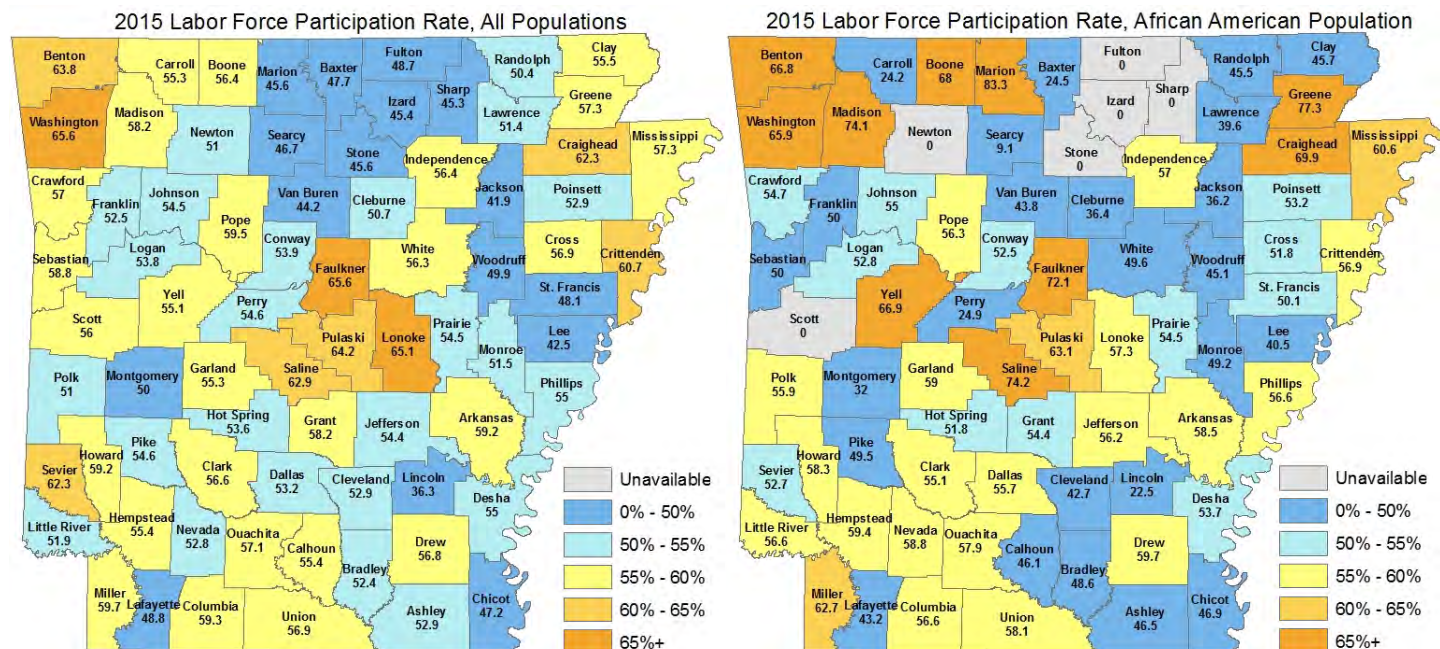 2015 Labor Force Participation Rate, All Populations
Benton
63.8
Carroll
55.3
Boone
56.4
Marion
45.6
Baxter
47.7
Fulton
48.7
Randolph
50.4
Clay
55.5
Washington
65.6
Madison
58.2
Newton
51
Searcy
46.7
Izard
45.4
Sharp
45.3
Lawrence
51.4
Greene
57.3
Stone
45.6
Independence
56.4
Craighead
62.3
Mississippi
57.3
Crawford
57
Franklin
52.5
Johnson
54.5
Pope
59.5
Van Buren
44.2
Cleburne
50.7
Jackson
41.9
Poinsett
52.9
Sebastian
58.8
Logan
53.8
Conway
53.9
Faulkner
65.6
White
56.3
Woodruff
49.9
Cross
56.9
Crittenden
60.7
Scott
56
Yell
55.1
Perry
54.6
Pulaski
64.2
Lonoke
65.1
Prairie
54.5
St. Francis
48.1
Lee
42.5
Monroe
51.5
Polk
51
Montgomery
50
Garland
55.3
Saline
62.9
Phillips
55
Hot Spring
53.6
Grant
58.2
Jefferson
54.4
Arkansas
59.2
Sevier
62.3
Howard
59.2
Pike
54.6
Clark
56.6
Dallas
53.2
Cleveland
52.9
Lincoln
36.3
Desha
55
Little River
51.9
Hempstead
55.4
Nevada
52.8
Ouachita
57.1
Calhoun
55.4
Bradley
52.4
Drew
56.8
Miller
59.7
Lafayette
48.8
Columbia
59.3
Union
56.9
Ashley
52.9
Chicot
47.2
Unavailable
0% - 50%
50% - 55%
55% - 60%
60% - 65%
65%+
2015 Labor Force Participation Rate, African American Population
Benton
66.8
Carroll
24.2
Boone
68
Marion
83.3
Baxter
24.5
Fulton
0
Randolph
45.5
Clay
45.7
Washington
65.9
Madison
74.1
Newton
0
Searcy
9.1
Izard
0
Sharp
0
Lawrence
39.6
Greene
77.3
Stone
0
Independence
57
Craighead
69.9
Mississippi
60.6
Crawford
54.7
Franklin
50
Johnson
55
Pope
56.3
Van Buren
43.8
Cleburne
36.4
Jackson
36.2
Poinsett
53.2
Sebastian
50
Logan
52.8
Conway
52.5
Faulkner
72.1
White
49.6
Woodruff
45.1
Cross
51.8
Crittenden
56.9
Scott
0
Yell
66.9
Perry
24.9
Pulaski
63.1
Lonoke
57.3
Prairie
54.5
St. Francis
50.1
Lee
40.5
Monroe
49.2
Polk
55.9
Montgomery
32
Garland
59
Saline
74.2
Phillips
56.6
Hot Spring
51.8
Grant
54.4
Jefferson
56.2
Arkansas
58.5
Sevier
52.7
Howard
58.3
Pike
49.5
Clark
55.1
Dallas
55.7
Cleveland
42.7
Lincoln
22.5
Desha
53.7
Little River
56.6
Hempstead
59.4
Nevada
58.8
Ouachita
57.9
Calhoun
46.1
Bradley
48.6
Drew
59.7
Miller
62.7
Lafayette
43.2
Columbia
56.6
Union
58.1
Ashley
46.5
Chicot
46.9
Unavailable
0% - 50%
50% - 55%
55% - 60%
60% - 65%
65%+